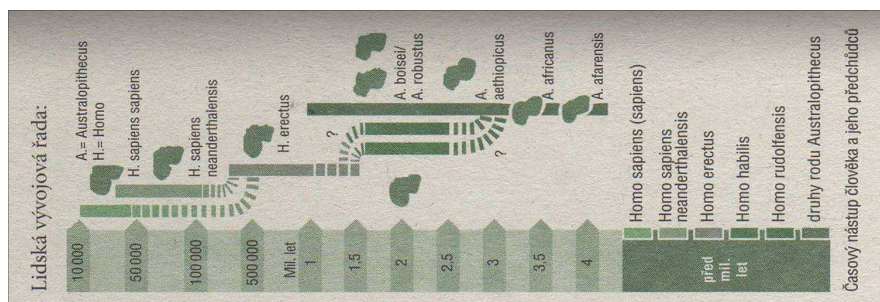 Lidská vývojová řada:
A.= Australopithecus
H.= Homo
H. sapiens sapiens
H. sapiens
neanderthalensis
H. erectus
?
A. boisei/
A. robustus
A.
aethiopicus
?
A. africanus
A. afarensis
10 000
50 000
100 000
500 000
Mil. let
1
1,5
2
2,5
3
3,5
4
před
mil.
let
Homo sapiens (sapiens)
Homo sapiens
neanderthalensis
Homo erectus
Homo habilis
Homo rudolfensis
druhy rodu Australopithecus
Časový nástup člověka a jeho předchůdců